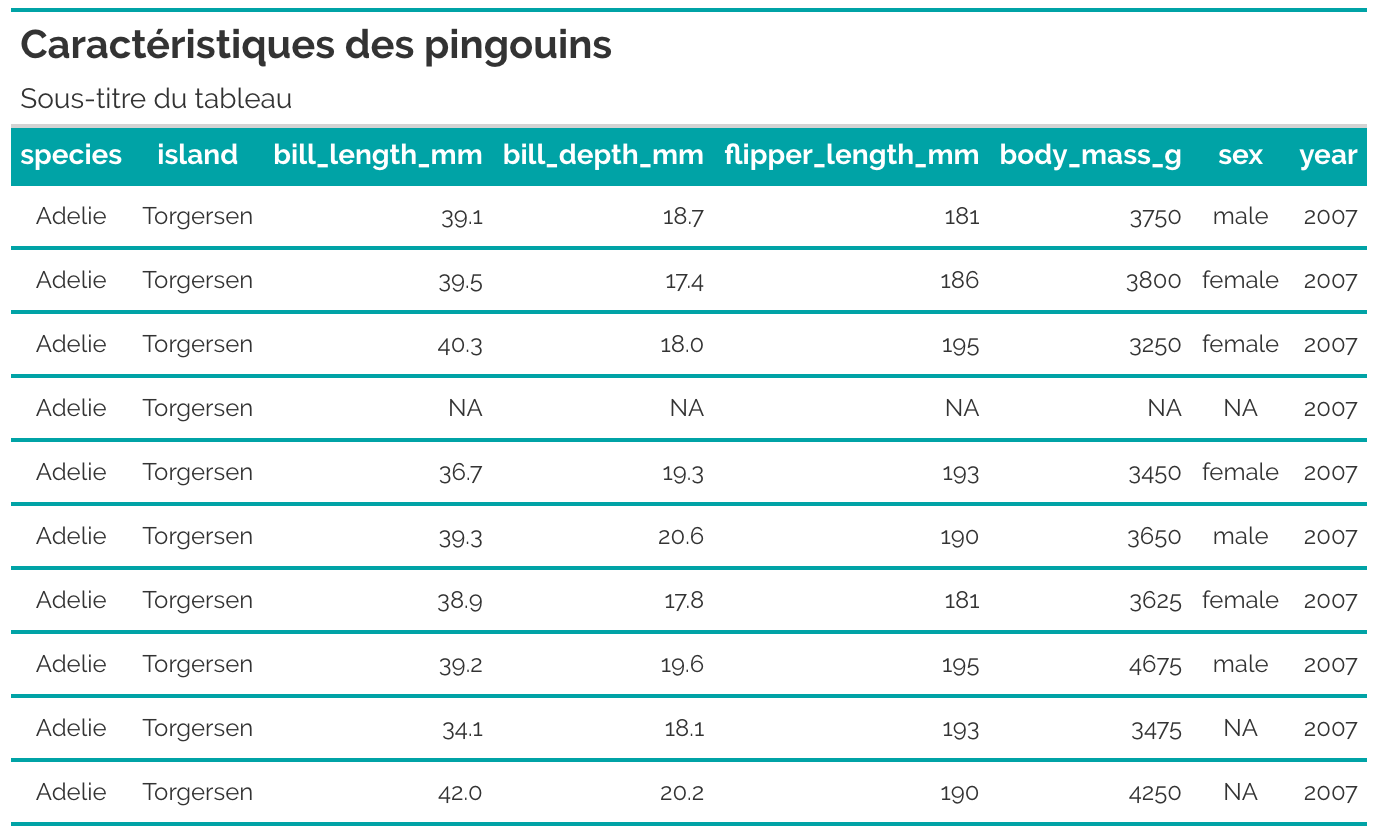 Caractéristiques des pingouins
Sous-titre du tableau
species island bill_length_mm bill_depth_mm flipper_length_mm body_mass_g sex year
Adelie Torgersen 39.1 18.7 181 3750 male 2007
Adelie Torgersen 39.5 17.4 186 3800 female 2007
Adelie Torgersen 40.3 18.0 195 3250 female 2007
Adelie Torgersen NA NA NA NA NA 2007
Adelie Torgersen 36.7 19.3 193 3450 female 2007
Adelie Torgersen 39.3 20.6 190 3650 male 2007
Adelie Torgersen 38.9 17.8 181 3625 female 2007
Adelie Torgersen 39.2 19.6 195 4675 male 2007
Adelie Torgersen 34.1 18.1 193 3475 NA 2007
Adelie Torgersen 42.0 20.2 190 4250 NA 2007